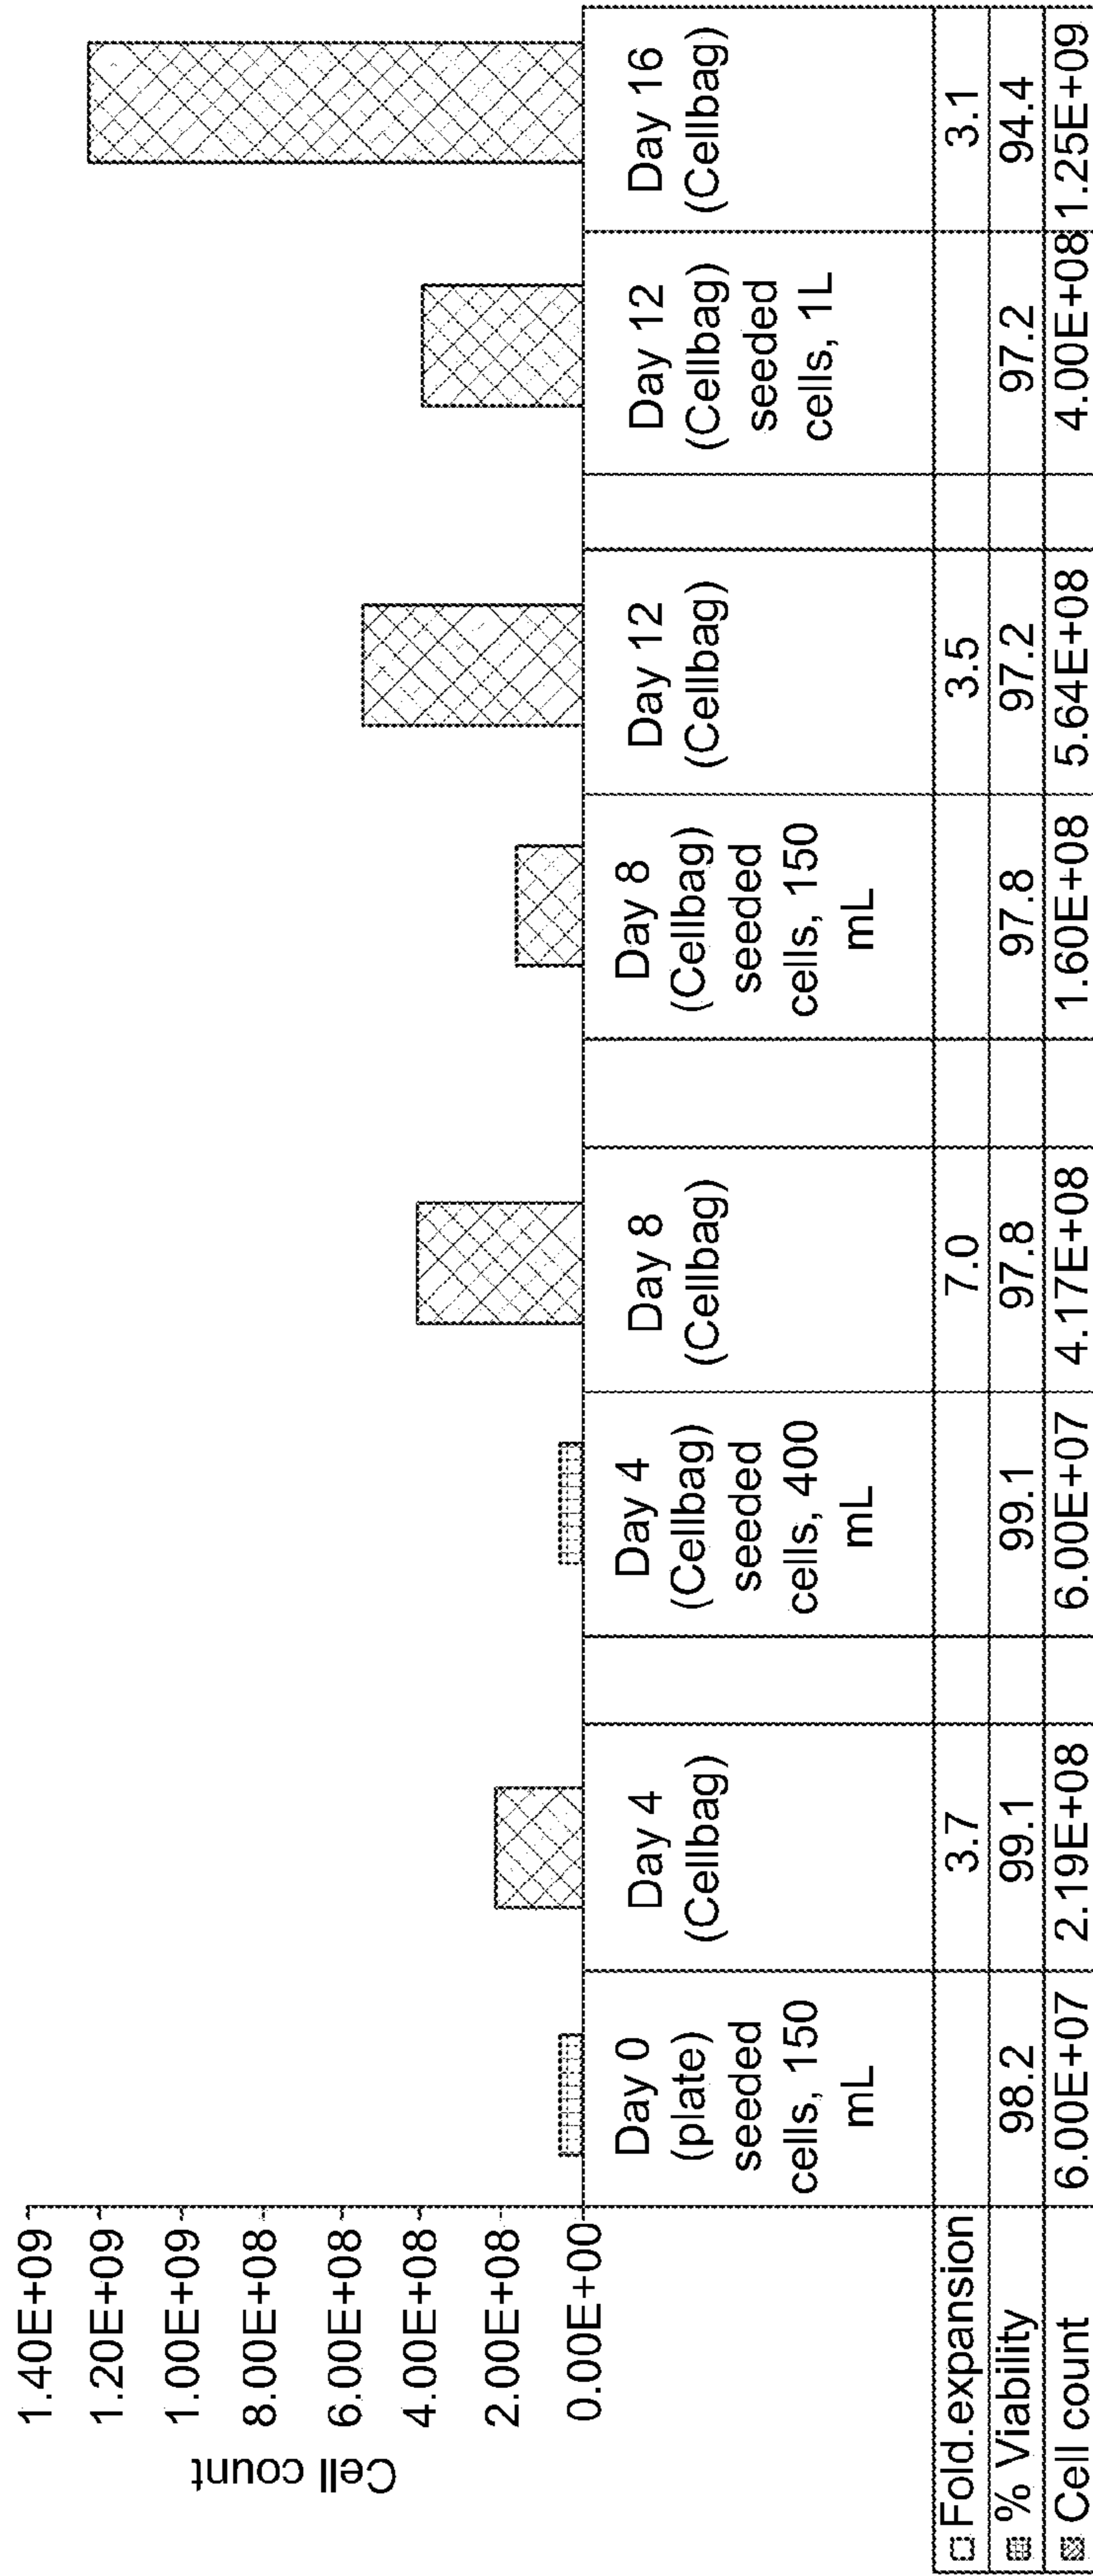 Cell count
1.40E+09
1.20E+09
1.00E+09
8.00E+08
6.00E+08
4.00E+08
2.00E+08
0.00E+00
Day 0
(plate)
seeded
cells, 150
mL
Day 4
(Cellbag)
Day 4
(Cellbag)
seeded
cells, 400
mL
Day 8
(Cellbag)
Day 8
(Cellbag)
seeded
cells, 150
mL
Day 12
(Cellbag)
Day 12
(Cellbag)
seeded
cells, 1L
Day 16
(Cellbag)
Fold.expansion 3.7 7.0 3.5 3.1
% Viability 98.2 99.1 99.1 97.8 97.8 97.2 97.2 94.4
Cell count 6.00E+07 2.19E+08 6.00E+07 4.17E+08 1.60E+08 5.64E+08 4.00E+08 1.25E+09